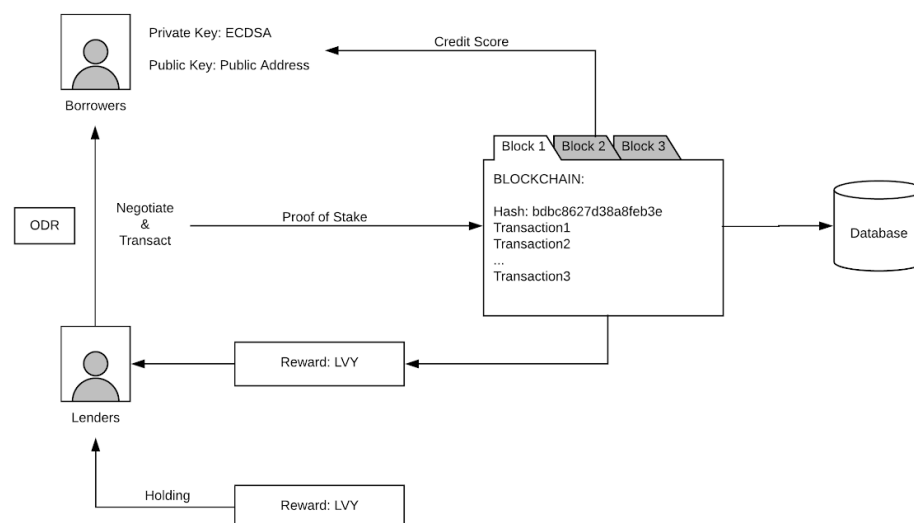 Private Key: ECDSA
Public Key: Public Address
Borrowers
Credit Score
Block 1
Block 2
Block 3
BLOCKCHAIN:
Hash: bdbc8627d38a8feb3e
Transaction1
Transaction2
...
Transaction3
ODR
Negotiate
&
Transact
Proof of Stake
Database
Reward: LVY
Lenders
Holding
Reward: LVY